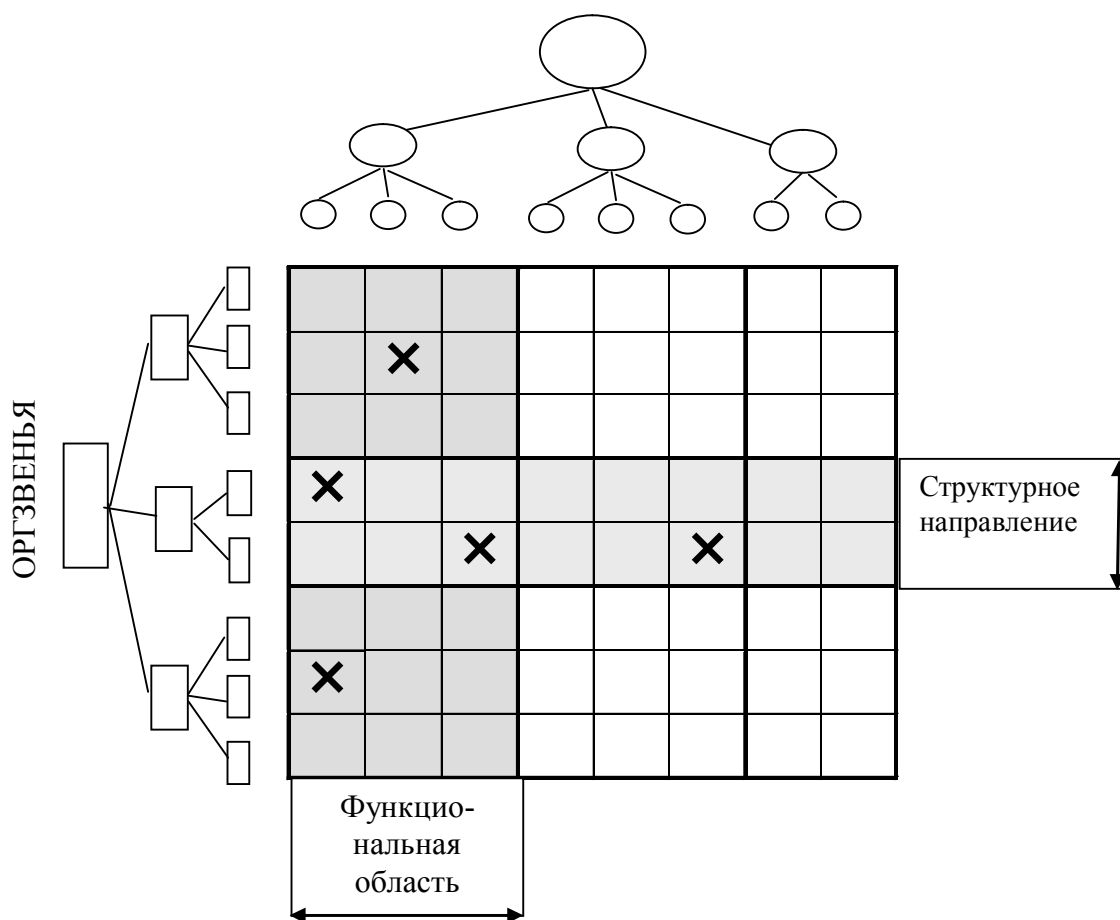 ОРГЗВЕНЬЯ
Структурное
направление
Функцио-
нальная
область